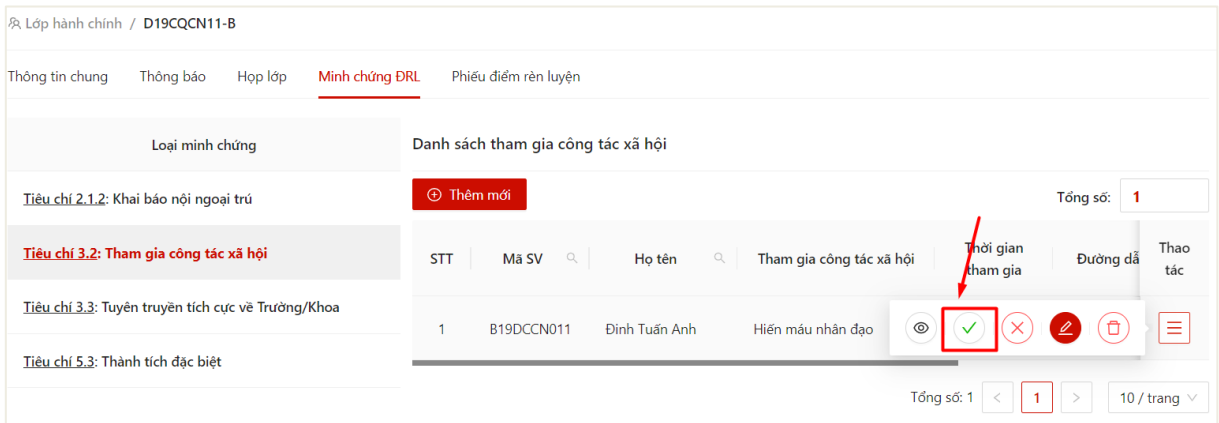 Lớp hành chính / D19CQCN11-B
Thông tin chung Thông báo Họp lớp Minh chứng ĐRL Phiếu điểm rèn luyện
Loại minh chứng
Tiêu chí 2.1.2: Khai báo nội ngoại trú
Tiêu chí 3.2: Tham gia công tác xã hội
Tiêu chí 3.3: Tuyên truyền tích cực về Trường/Khoa
Tiêu chí 5.3: Thành tích đặc biệt
Danh sách tham gia công tác xã hội
Thêm mới
Tổng số: 1
STT Mã SV Họ tên Tham gia công tác xã hội Thời gian tham gia Đường dẫ Thao tác
1 B19DCCN011 Đinh Tuấn Anh Hiến máu nhân đạo
Tổng số: 1 < 1 > 10 / trang